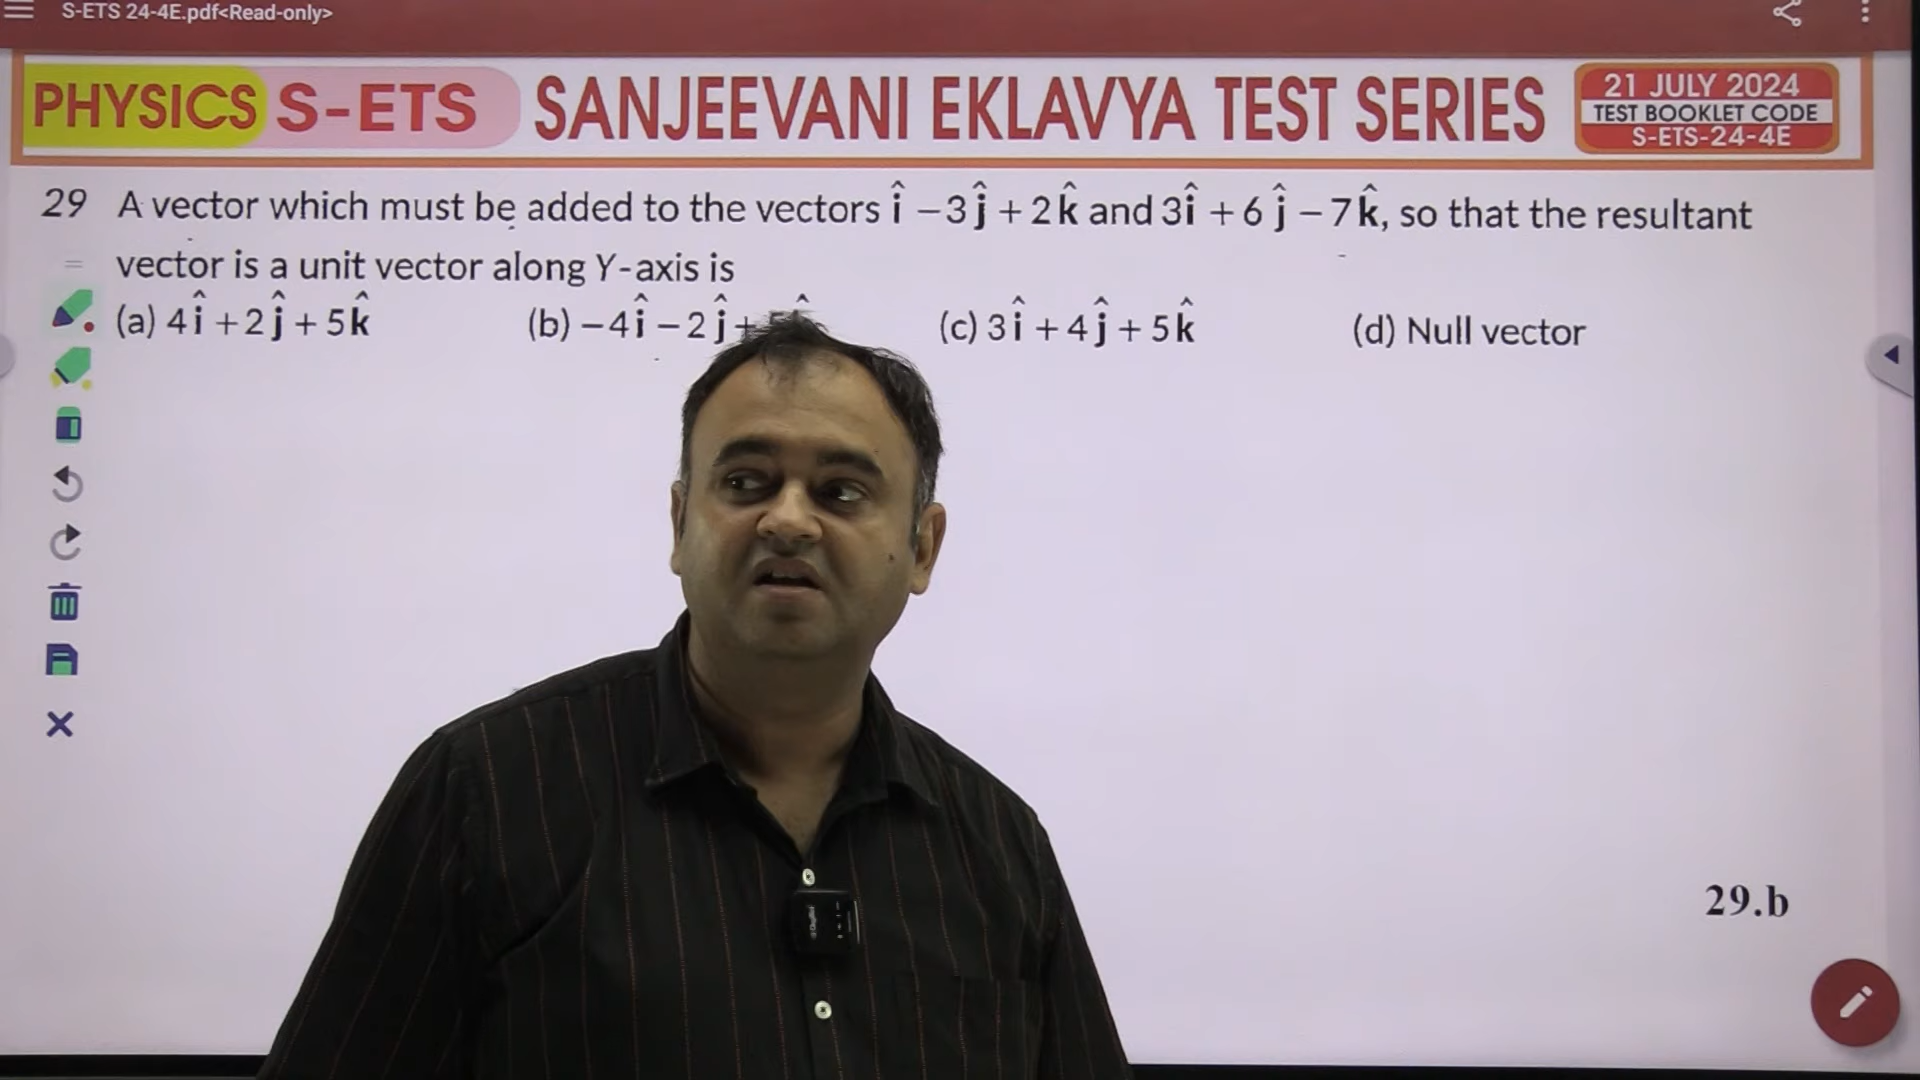 S-ETS 24-4E.pdf<Read-only>
PHYSICS S-ETS SANJEEVANI EKLAVYA TEST SERIES
21 JULY 2024
TEST BOOKLET CODE
S-ETS-24-4E
29 A vector which must be added to the vectors î − 3ĵ + 2k̂ and 3î + 6ĵ − 7k̂, so that the resultant
vector is a unit vector along Y-axis is
(a) 4î + 2ĵ + 5k̂ (b) −4î − 2ĵ + (c) 3î + 4ĵ + 5k̂ (d) Null vector
29.b